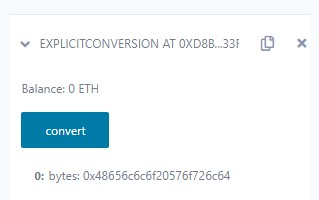 EXPLICITCONVERSION AT 0XD8B...33F
Balance: 0 ETH
convert
0: bytes: 0x48656c6c6f20576f726c64